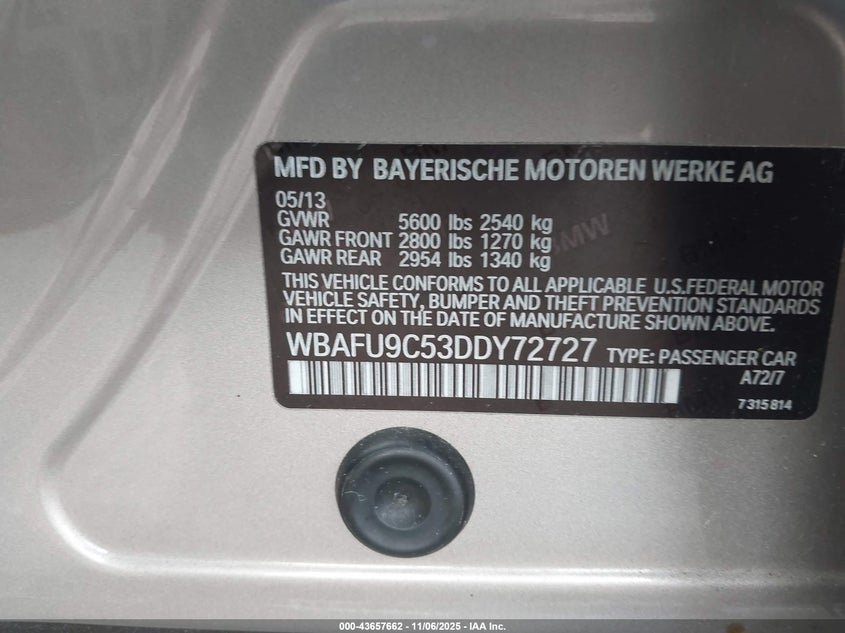 MFD BY BAYERISCHE MOTOREN WERKE AG
05/13
GVWR 5600 lbs 2540 kg
GAWR FRONT 2800 lbs 1270 kg
GAWR REAR 2954 lbs 1340 kg
THIS VEHICLE CONFORMS TO ALL APPLICABLE U.S.FEDERAL MOTOR
VEHICLE SAFETY, BUMPER AND THEFT PREVENTION STANDARDS
IN EFFECT ON THE DATE OF MANUFACTURE SHOWN ABOVE.
WBAFU9C53DDY72727 TYPE: PASSENGER CAR
A72/7
7315814
000-43657662 - 11/06/2025 - IAA Inc.